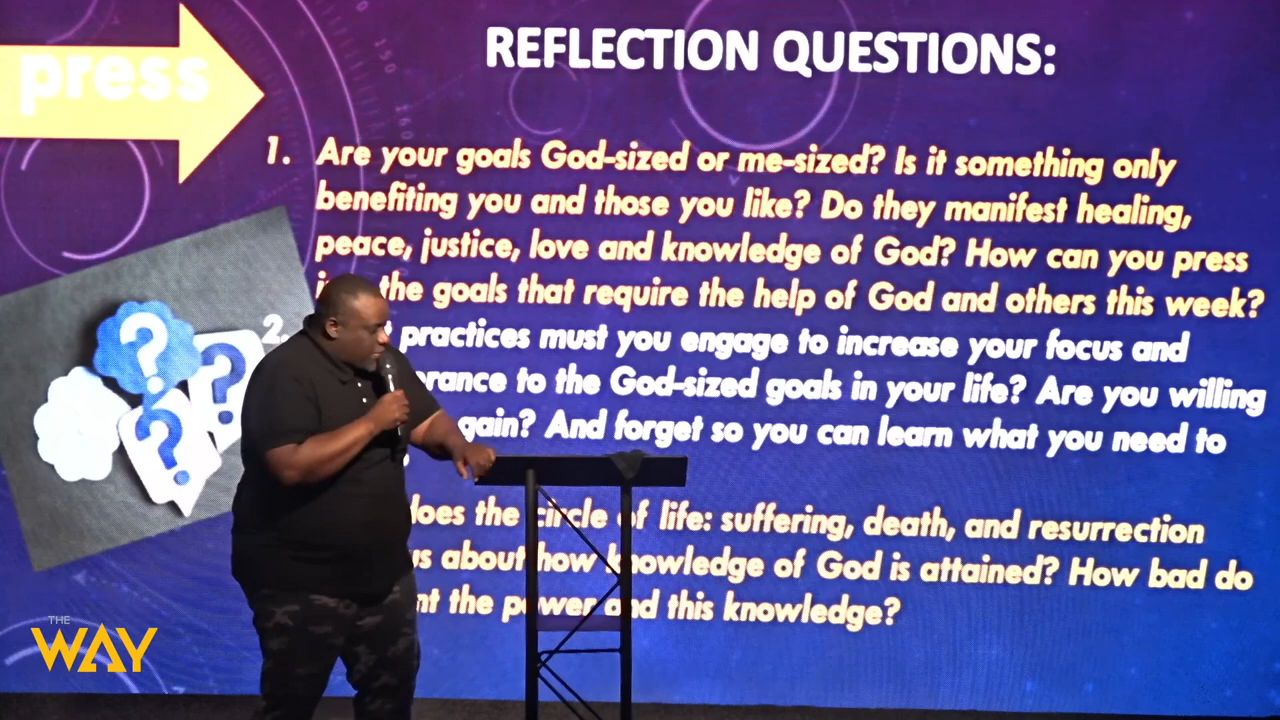 press
REFLECTION QUESTIONS:
1. Are your goals God-sized or me-sized? Is it something only
benefiting you and those you like? Do they manifest healing,
peace, justice, love and knowledge of God? How can you press
the goals that require the help of God and others this week?
2. practices must you engage to increase your focus and
to the God-sized goals in your life? Are you willing
gain? And forget so you can learn what you need to
does the circle of life: suffering, death, and resurrection
us about how knowledge of God is attained? How bad do
the power and this knowledge?
THE
WAY